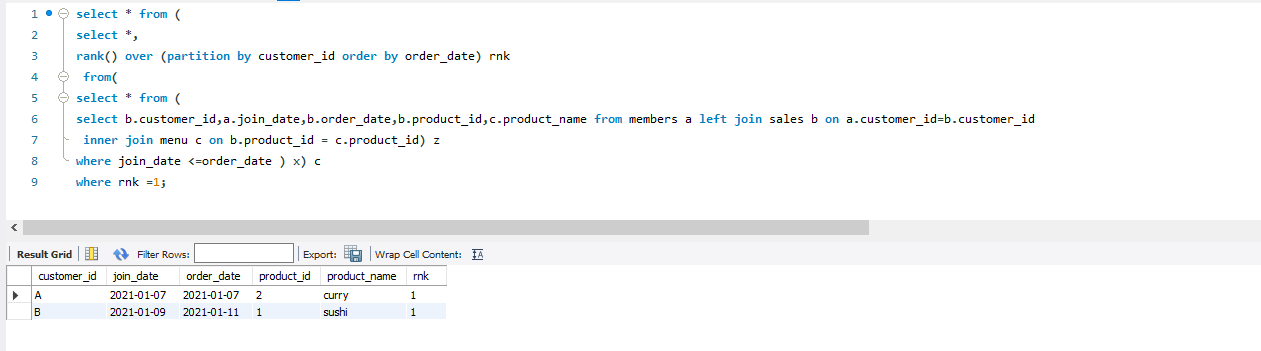 1 select * from (
2 select *,
3 rank() over (partition by customer_id order by order_date) rnk
4 from(
5 select * from (
6 select b.customer_id,a.join_date,b.order_date,b.product_id,c.product_name from members a left join sales b on a.customer_id=b.customer_id
7 inner join menu c on b.product_id = c.product_id) z
8 where join_date <=order_date ) x) c
9 where rnk =1;
Result Grid Filter Rows: Export: Wrap Cell Content:
customer_id join_date order_date product_id product_name rnk
A 2021-01-07 2021-01-07 2 curry 1
B 2021-01-09 2021-01-11 1 sushi 1